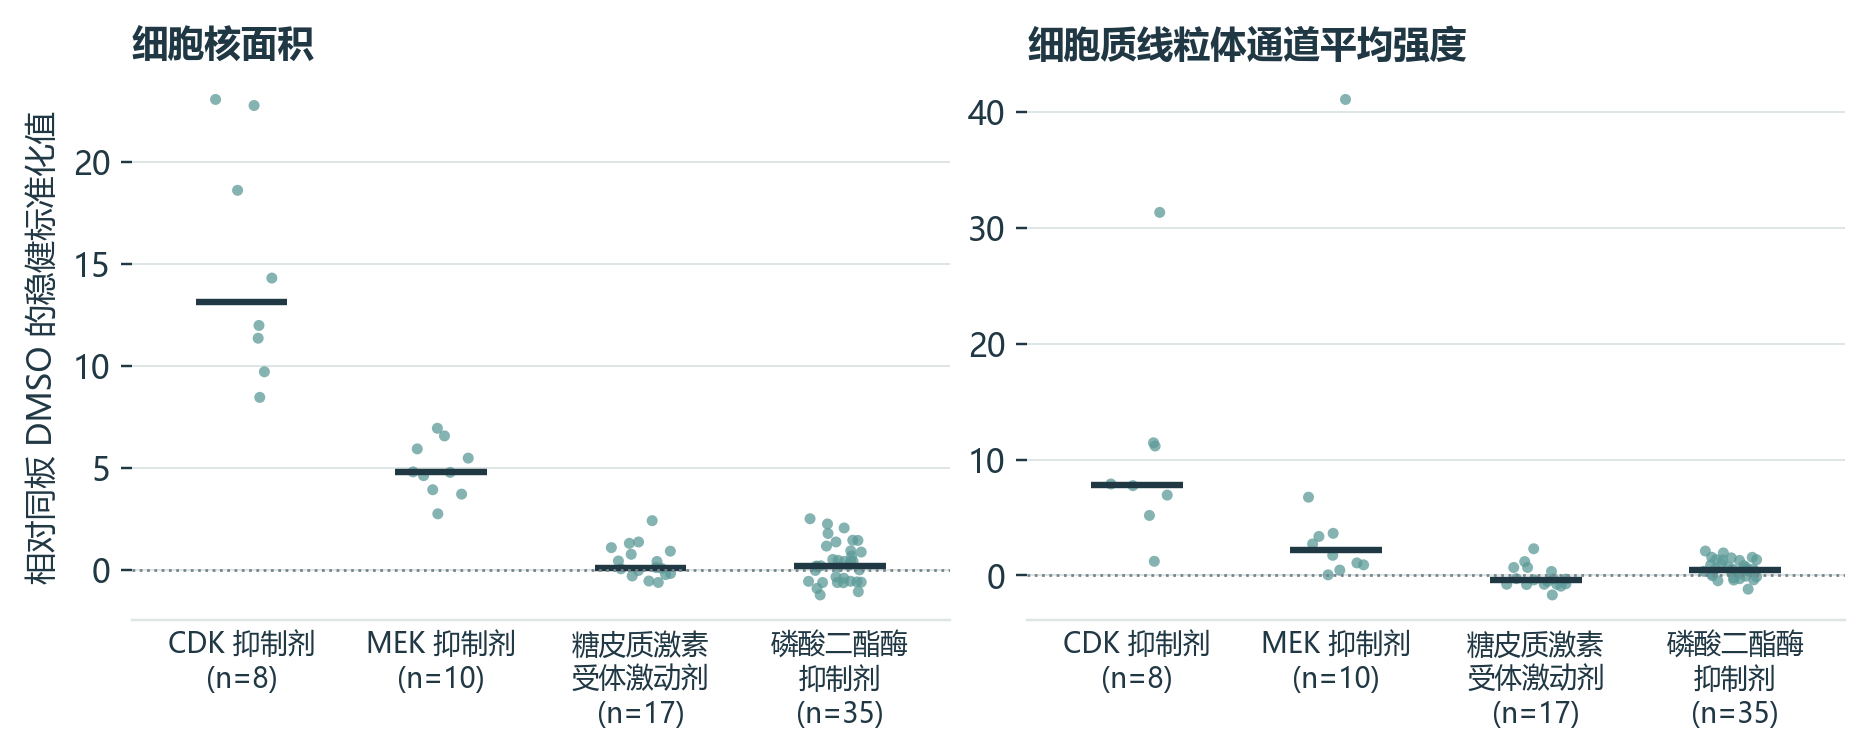 细胞核面积
相对同板 DMSO 的稳健标准化值
20
15
10
5
0
CDK 抑制剂
(n=8)
MEK 抑制剂
(n=10)
糖皮质激素
受体激动剂
(n=17)
磷酸二酯酶
抑制剂
(n=35)
细胞质线粒体通道平均强度
40
30
20
10
0
CDK 抑制剂
(n=8)
MEK 抑制剂
(n=10)
糖皮质激素
受体激动剂
(n=17)
磷酸二酯酶
抑制剂
(n=35)